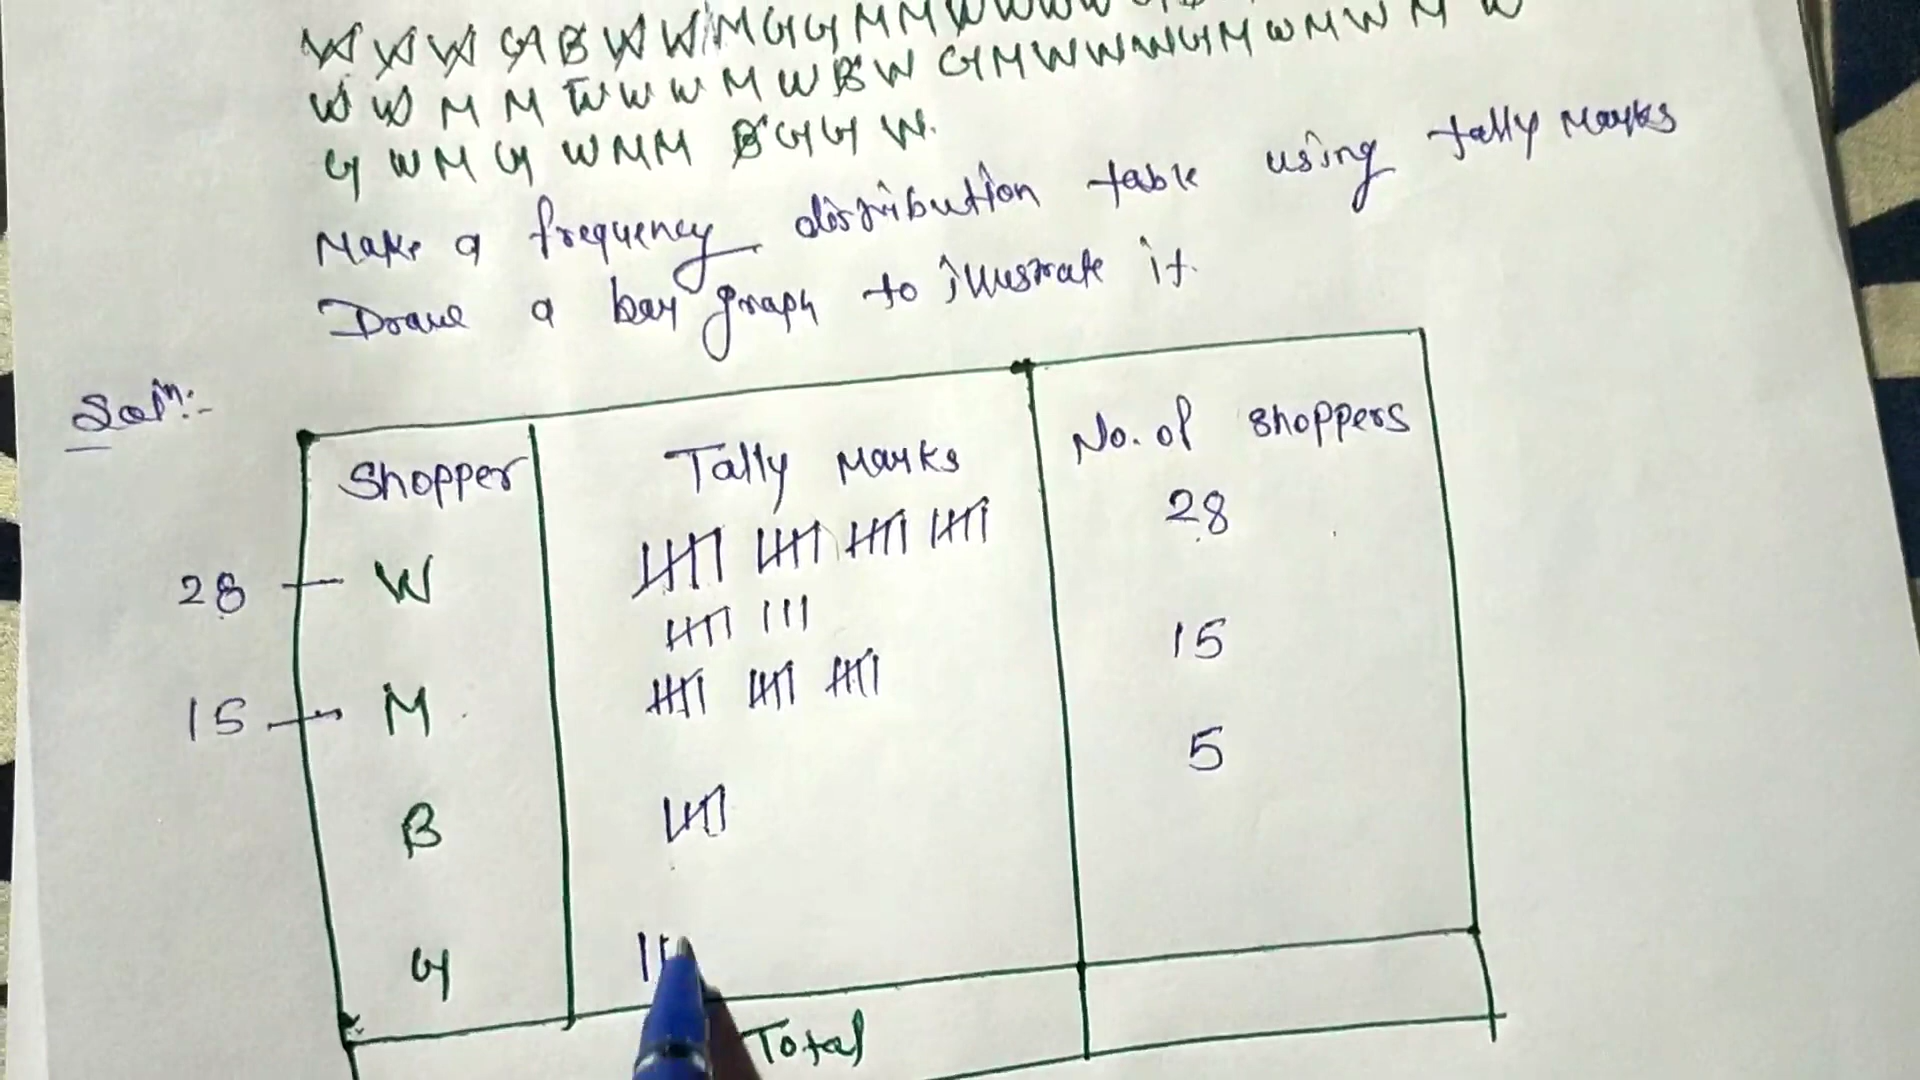 W W W G B W W M G G M M W W W W
W W M M W W W M W B W G M W W W G M W M W M W
G W M G W M M B G G W.
Make a frequency distribution table using tally Marks
Draw a bar graph to illustrate it.
Solⁿ:-
Shopper Tally Marks No. of shoppers
28 — W 28
15 — M 15
B 5
G
Total